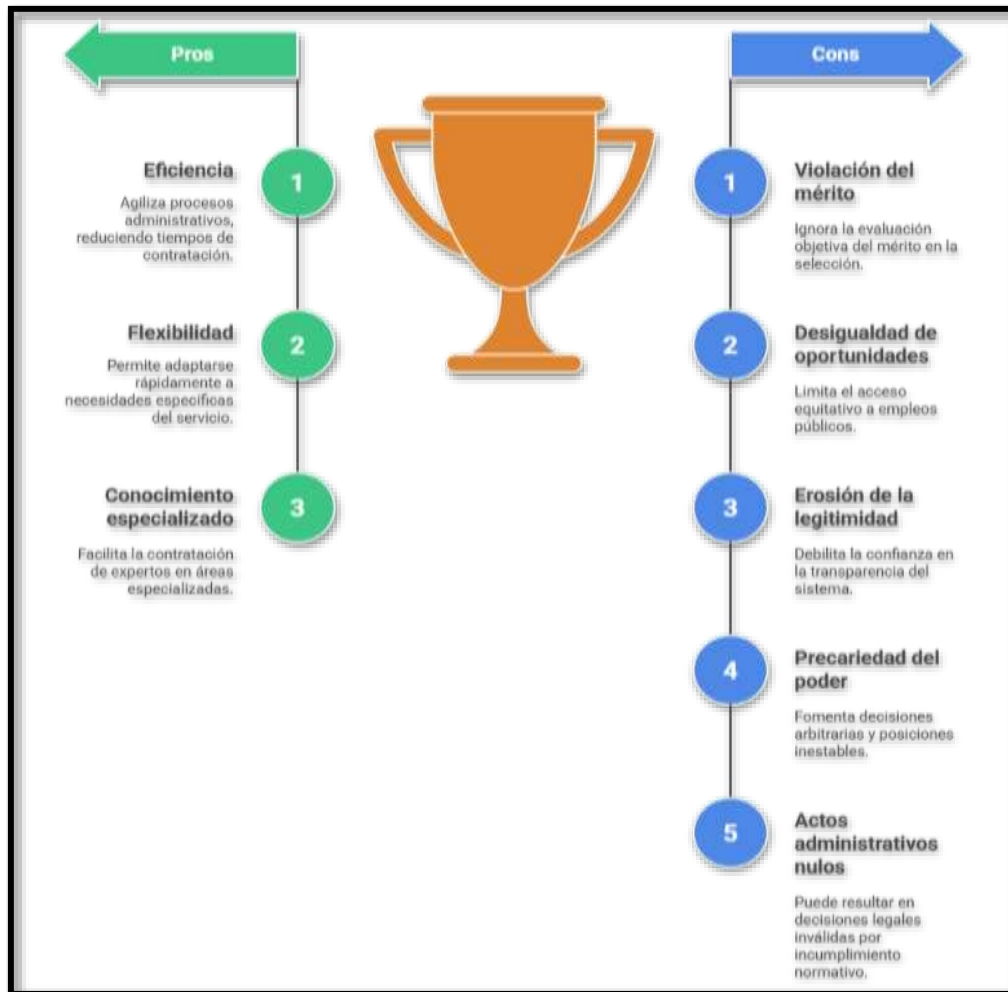 Pros
1
Eficiencia
Agiliza procesos
administrativos,
reduciendo tiempos de
contratación.
2
Flexibilidad
Permite adaptarse
rápidamente a
necesidades específicas
del servicio.
3
Conocimiento
especializado
Facilita la contratación
de expertos en áreas
especializadas.
Cons
1
Violación del
mérito
Ignora la evaluación
objetiva del mérito en la
selección.
2
Desigualdad de
oportunidades
Limita el acceso
equitativo a empleos
públicos.
3
Erosión de la
legitimidad
Debilita la confianza en
la transparencia del
sistema.
4
Precariedad del
poder
Fomenta decisiones
arbitrarias y posiciones
inestables.
5
Actos
administrativos
nulos
Puede resultar en
decisiones legales
inválidas por
incumplimiento
normativo.